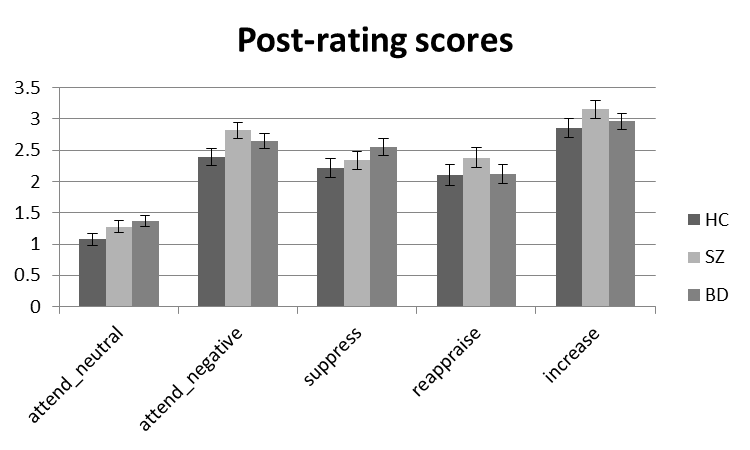 Post-rating scores
3.5
3
2.5
2
1.5
1
0.5
0
HC
SZ
BD
attend_neutral
attend_negative
suppress
reappraise
increase